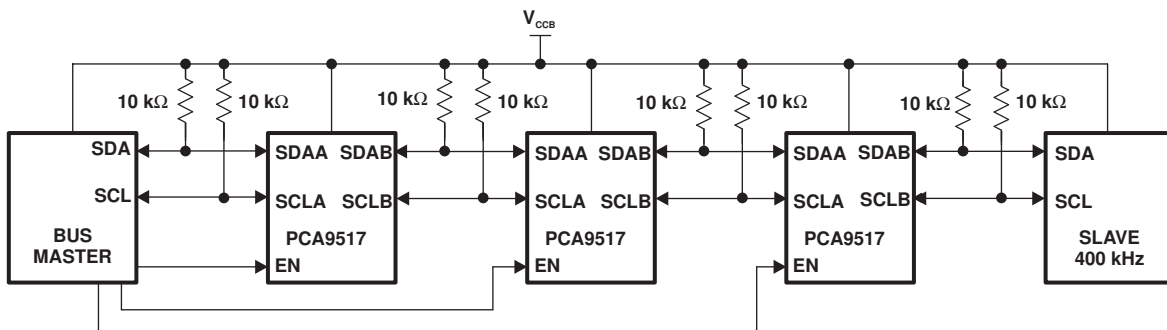 V_CCB
10 kΩ 10 kΩ 10 kΩ 10 kΩ 10 kΩ 10 kΩ 10 kΩ 10 kΩ
SDA SDAA SDAB SDAA SDAB SDAA SDAB SDA
SCL SCLA SCLB SCLA SCLB SCLA SCLB SCL
BUS MASTER
PCA9517
EN
PCA9517
EN
PCA9517
EN
SLAVE
400 kHz